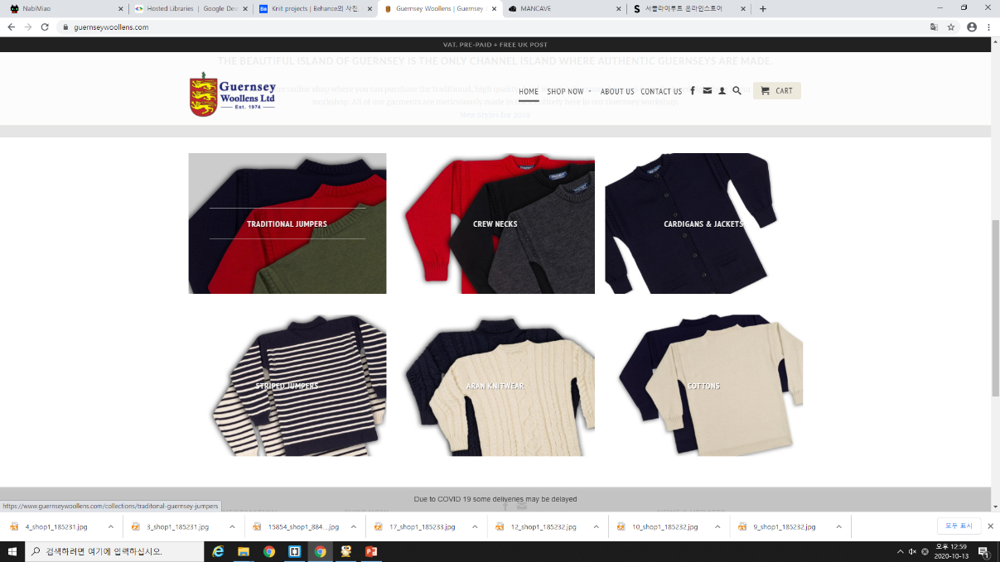 NabiMiao
Hosted Libraries | Google Dev
Knit projects | Behance의 사진
Guernsey Woollens | Guernsey
MANCAVE
서플라이루트 온라인스토어
guernseywoollens.com
VAT. PRE-PAID + FREE UK POST
THE BEAUTIFUL ISLAND OF GUERNSEY IS THE ONLY CHANNEL ISLAND WHERE AUTHENTIC GUERNSEYS ARE MADE.
Guernsey Woollens Ltd
Est. 1974
HOME SHOP NOW ABOUT US CONTACT US CART
online shop where you can purchase the traditional, high
workshop. All of our garments are meticulously made
here in our Guernsey workshop.
New Styles for 2019
TRADITIONAL JUMPERS
CREW NECKS
CARDIGANS & JACKETS
STRIPED JUMPERS
ARAN KNITWEAR
COTTONS
Due to COVID 19 some deliveries may be delayed
https://www.guernseywoollens.com/collections/traditonal-guernsey-jumpers
4_shop1_185231.jpg
3_shop1_185231.jpg
15854_shop1_884....jpg
17_shop1_185233.jpg
12_shop1_185232.jpg
10_shop1_185232.jpg
9_shop1_185232.jpg
모두 표시
검색하려면 여기에 입력하십시오.
오후 12:59
2020-10-13